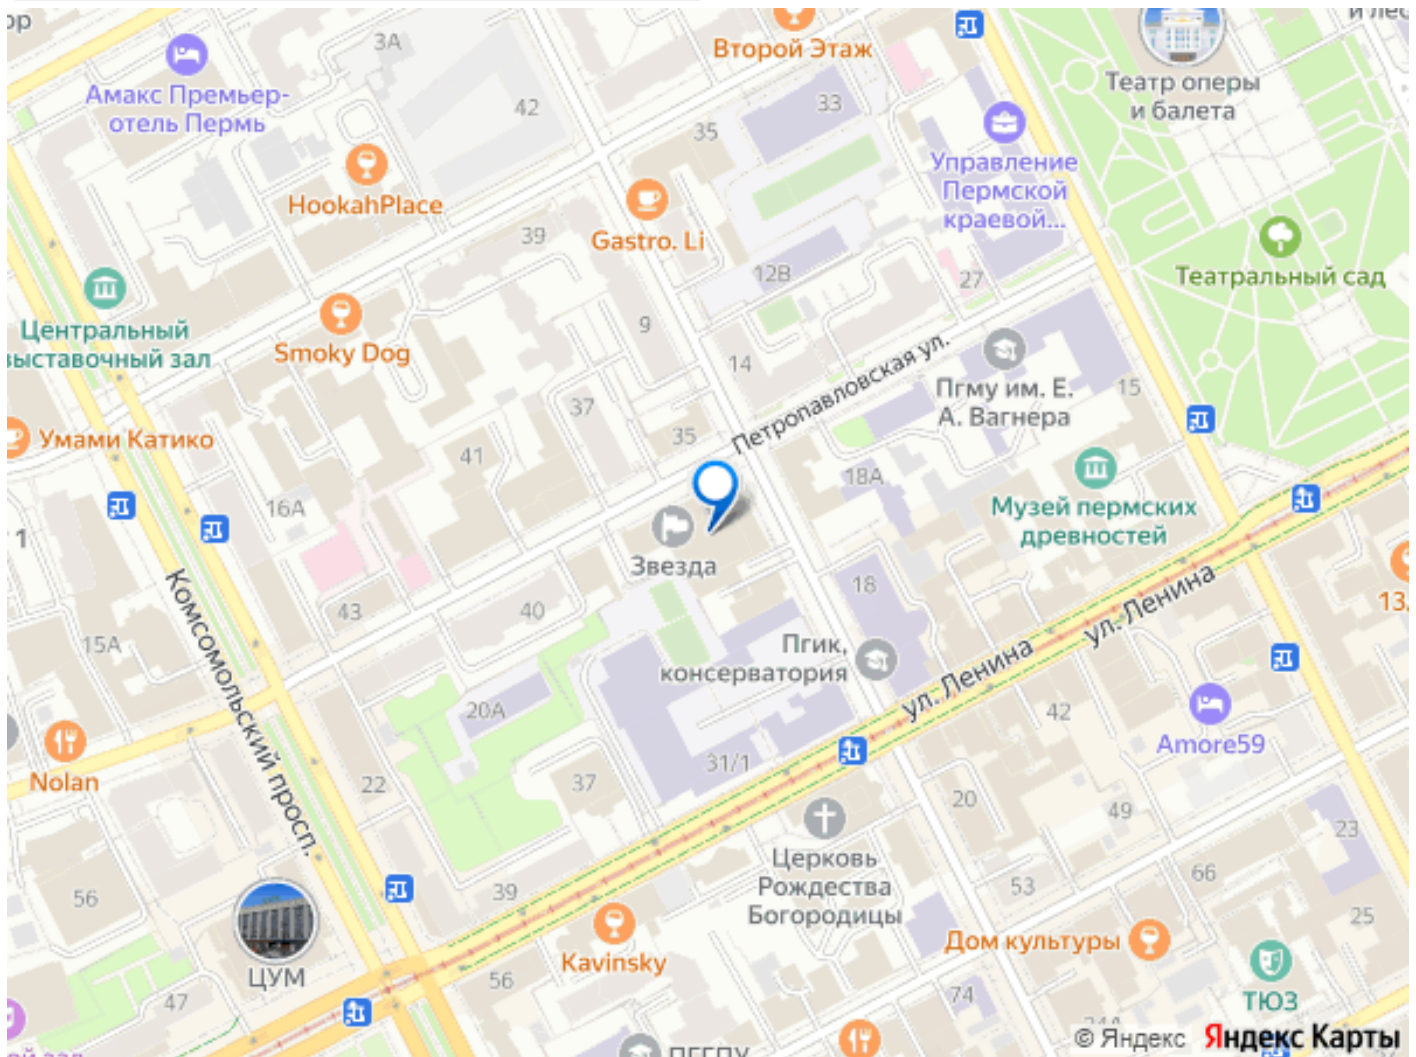 3А
Второй Этаж
Театр оперы
и балета
Амакс Премьер-
отель Пермь
42
33
35
Управление
Пермской
краевой...
HookahPlace
Gastro. Li
39
12В
27
Театральный сад
Центральный
выставочный зал
Smoky Dog
9
14
Петропавловская ул.
Пгму им. Е.
А. Вагнера
15
37
35
Умами Катико
41
18А
Музей пермских
древностей
16А
1
Звезда
Комсомольский просп.
43
40
18
ул. Ленина
13.
15А
Пгик,
консерватория
ул. Ленина
20А
42
Amore59
Nolan
22
37
31/1
20
49
23
Церковь
Рождества
Богородицы
56
39
53
66
25
Kavinsky
Дом культуры
ЦУМ
56
47
74
ТЮЗ
24А
© Яндекс Яндекс Карты